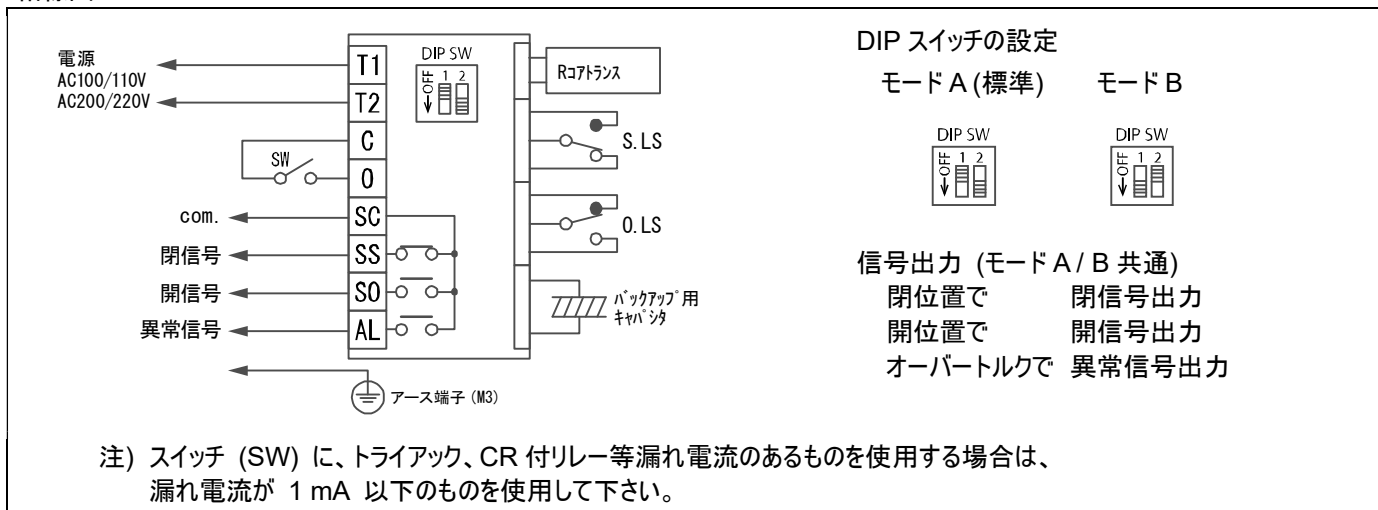 電源
AC100/110V
AC200/220V
T1
T2
C
O
SW
SC
SS
SO
AL
com.
閉信号
開信号
異常信号
アース端子 (M3)
DIP SW
←OFF
1 2
Rコアトランス
S.LS
O.LS
バックアップ用
キャパシタ
DIP スイッチの設定
モード A (標準) モード B
DIP SW
←OFF
1 2
DIP SW
←OFF
1 2
信号出力 (モード A / B 共通)
閉位置で 閉信号出力
開位置で 開信号出力
オーバートルクで 異常信号出力
注) スイッチ (SW) に、トライアック、CR 付リレー等漏れ電流のあるものを使用する場合は、
漏れ電流が 1 mA 以下のものを使用して下さい。